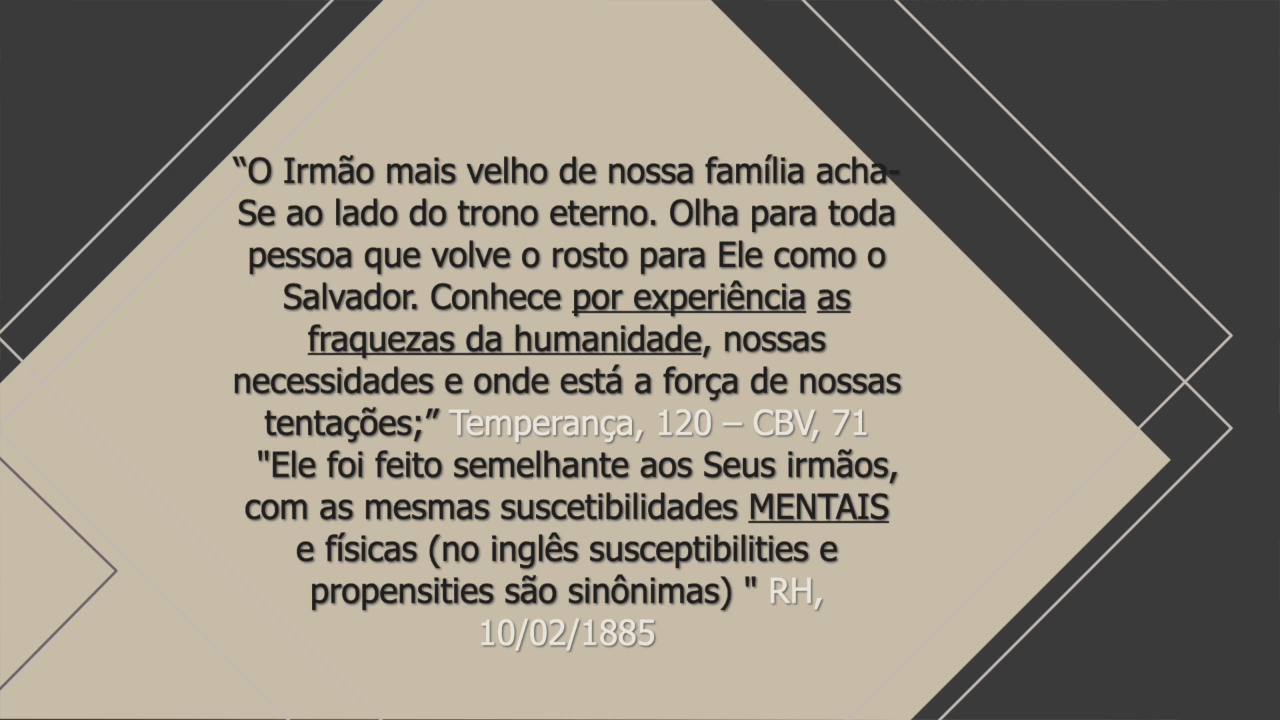 “O Irmão mais velho de nossa família acha-
Se ao lado do trono eterno. Olha para toda
pessoa que volve o rosto para Ele como o
Salvador. Conhece por experiência as
fraquezas da humanidade, nossas
necessidades e onde está a força de nossas
tentações;” Temperança, 120 – CBV, 71
"Ele foi feito semelhante aos Seus irmãos,
com as mesmas suscetibilidades MENTAIS
e físicas (no inglês susceptibilities e
propensities são sinônimas) " RH,
10/02/1885